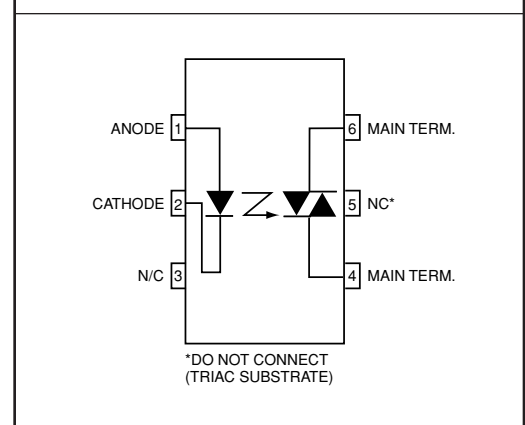 ANODE 1
6 MAIN TERM.
CATHODE 2
5 NC*
N/C 3
4 MAIN TERM.
*DO NOT CONNECT
(TRIAC SUBSTRATE)